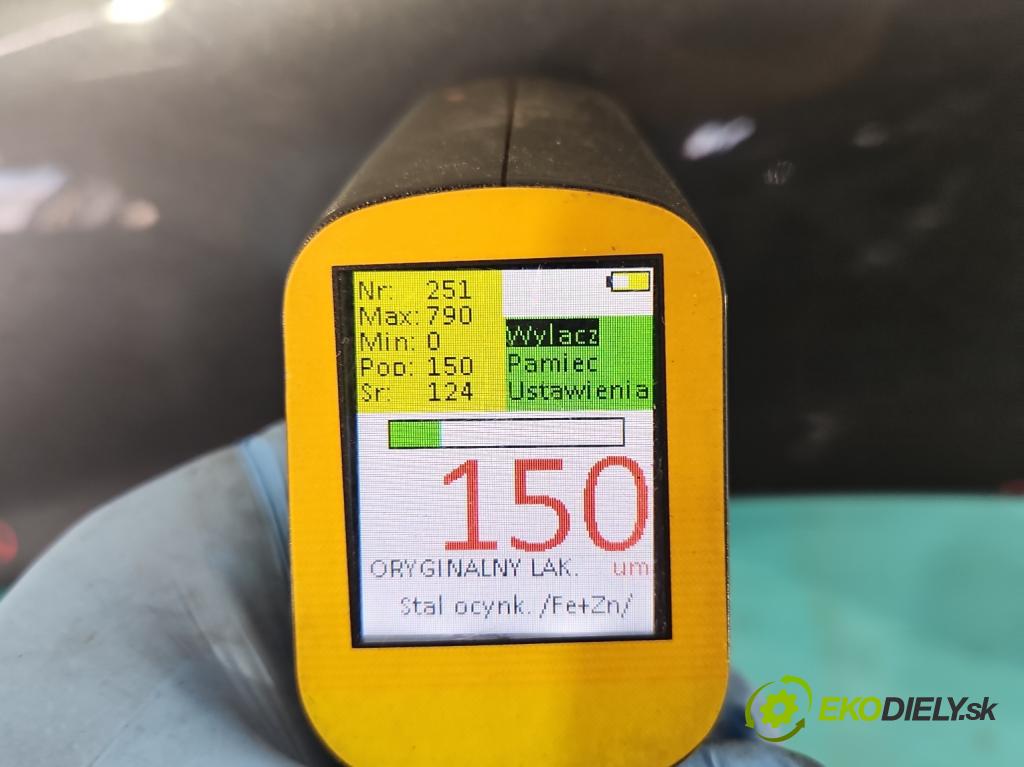 Nr: 251
Max: 790
Min: 0
Pop: 150
Sr: 124
Wylacz
Pamiec
Ustawienia
150
ORYGINALNY LAK. um
Stal ocynk. /Fe+Zn/
EKODIELY.sk